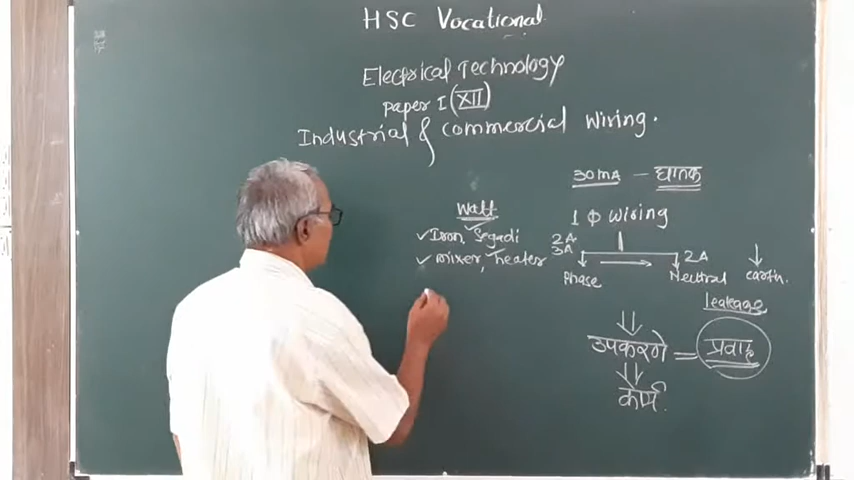 HSC Vocational
Electrical Technology
paper I (XII)
Industrial & commercial wiring.
30 mA — घातक
Watt
1 Φ wiring
✓ Iron, Segadi
✓ mixer, heater
2A
3A
2A
Phase
Neutral
earth.
leakage
उपकरणे = प्रवाह
कार्य.